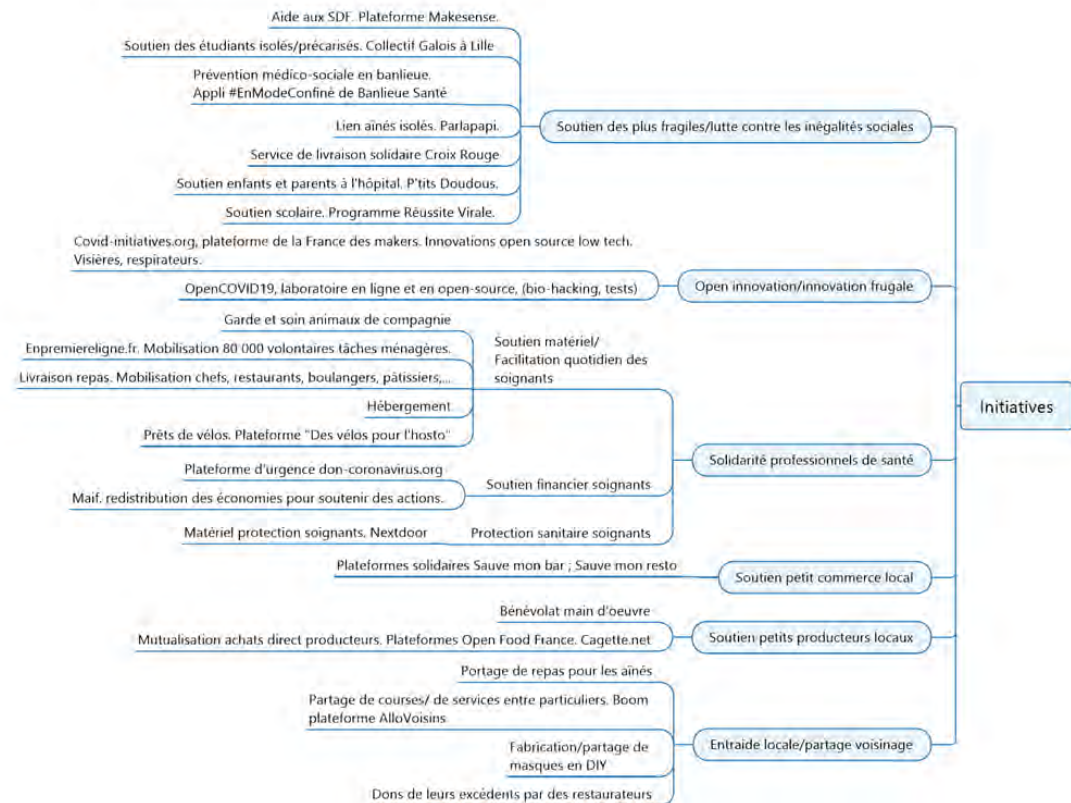 Aide aux SDF. Plateforme Makesense.
Soutien des étudiants isolés/précarisés. Collectif Galois à Lille
Prévention médico-sociale en banlieue.
Appli #EnModeConfiné de Banlieue Santé
Lien aînés isolés. Parlapapi.
Service de livraison solidaire Croix Rouge
Soutien enfants et parents à l'hôpital. P'tits Doudous.
Soutien scolaire. Programme Réussite Virale.
Soutien des plus fragiles/lutte contre les inégalités sociales
Covid-initiatives.org, plateforme de la France des makers. Innovations open source low tech.
Visières, respirateurs.
OpenCOVID19, laboratoire en ligne et en open-source, (bio-hacking, tests)
Open innovation/innovation frugale
Garde et soin animaux de compagnie
Enpremiereligne.fr. Mobilisation 80 000 volontaires tâches ménagères.
Livraison repas. Mobilisation chefs, restaurants, boulangers, pâtissiers,...
Hébergement
Prêts de vélos. Plateforme "Des vélos pour l'hosto"
Soutien matériel/
Facilitation quotidien des
soignants
Plateforme d'urgence don-coronavirus.org
Maif. redistribution des économies pour soutenir des actions.
Soutien financier soignants
Matériel protection soignants. Nextdoor
Protection sanitaire soignants
Solidarité professionnels de santé
Initiatives
Plateformes solidaires Sauve mon bar ; Sauve mon resto
Soutien petit commerce local
Bénévolat main d'oeuvre
Mutualisation achats direct producteurs. Plateformes Open Food France. Cagette.net
Soutien petits producteurs locaux
Portage de repas pour les aînés
Partage de courses/ de services entre particuliers. Boom
plateforme AlloVoisins
Fabrication/partage de
masques en DIY
Dons de leurs excédents par des restaurateurs
Entraide locale/partage voisinage